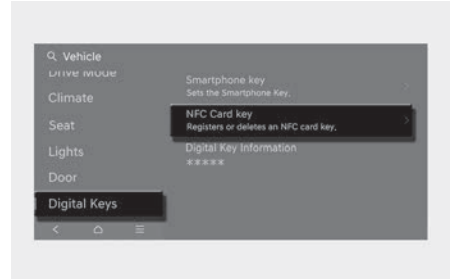 Vehicle
Drive Mode
Climate
Seat
Lights
Door
Digital Keys
Smartphone key
Sets the Smartphone Key.
NFC Card key
Registers or deletes an NFC card key.
Digital Key Information
*****